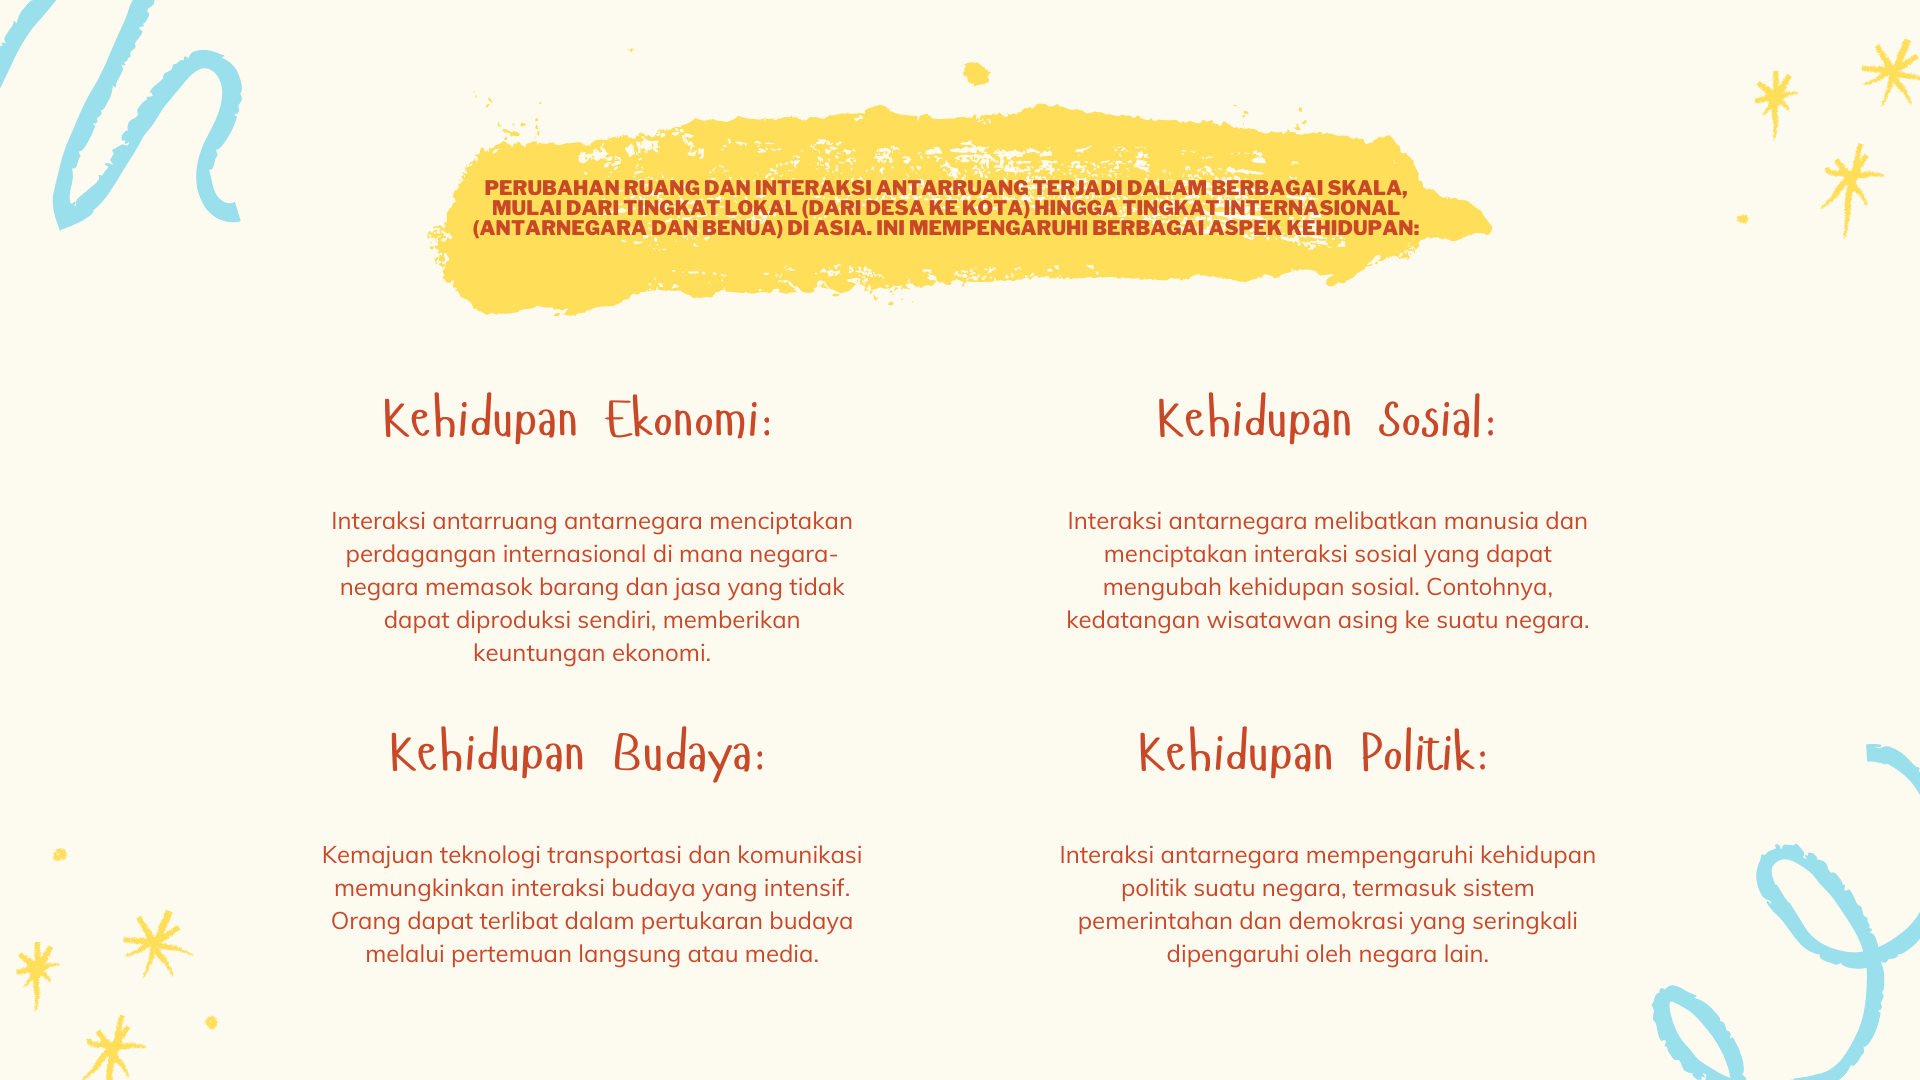 PERUBAHAN RUANG DAN INTERAKSI ANTARRUANG TERJADI DALAM BERBAGAI SKALA,
MULAI DARI TINGKAT LOKAL (DARI DESA KE KOTA) HINGGA TINGKAT INTERNASIONAL
(ANTARNEGARA DAN BENUA) DI ASIA. INI MEMPENGARUHI BERBAGAI ASPEK KEHIDUPAN:
Kehidupan Ekonomi:
Interaksi antarruang antarnegara menciptakan
perdagangan internasional di mana negara-
negara memasok barang dan jasa yang tidak
dapat diproduksi sendiri, memberikan
keuntungan ekonomi.
Kehidupan Sosial:
Interaksi antarnegara melibatkan manusia dan
menciptakan interaksi sosial yang dapat
mengubah kehidupan sosial. Contohnya,
kedatangan wisatawan asing ke suatu negara.
Kehidupan Budaya:
Kemajuan teknologi transportasi dan komunikasi
memungkinkan interaksi budaya yang intensif.
Orang dapat terlibat dalam pertukaran budaya
melalui pertemuan langsung atau media.
Kehidupan Politik:
Interaksi antarnegara mempengaruhi kehidupan
politik suatu negara, termasuk sistem
pemerintahan dan demokrasi yang seringkali
dipengaruhi oleh negara lain.